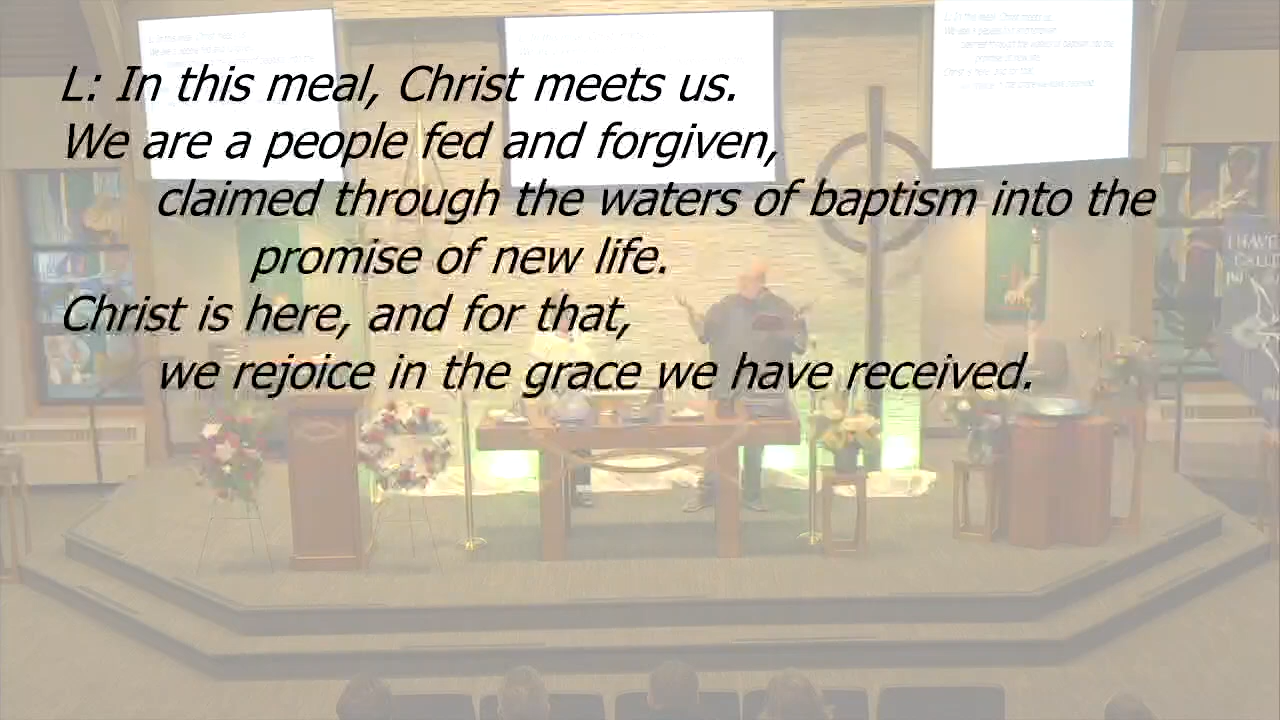 L: In this meal, Christ meets us.
We are a people fed and forgiven,
claimed through the waters of baptism into the
promise of new life.
Christ is here, and for that,
we rejoice in the grace we have received.
I HAVE
CALLED